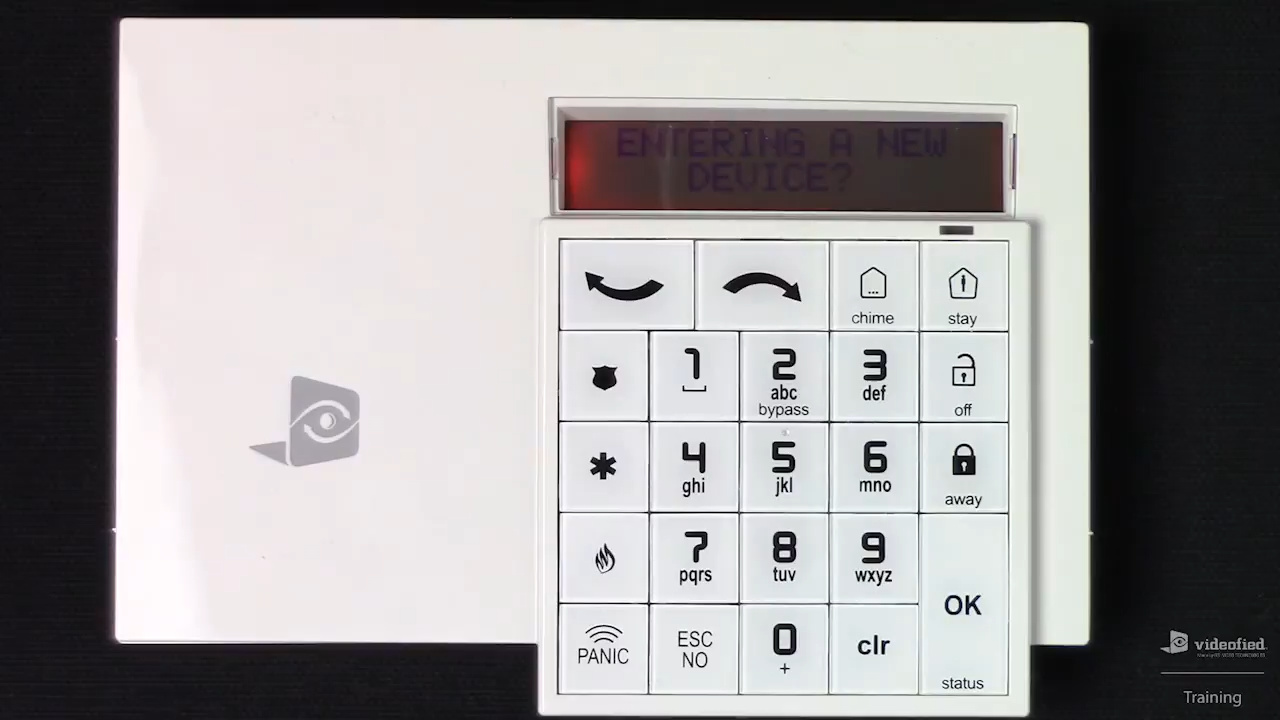 ENTERING A NEW
DEVICE?
chime
stay
1
2
abc
bypass
3
def
off
4
ghi
5
jkl
6
mno
away
7
pqrs
8
tuv
9
wxyz
PANIC
ESC
NO
0
+
clr
OK
status
videofied
Training